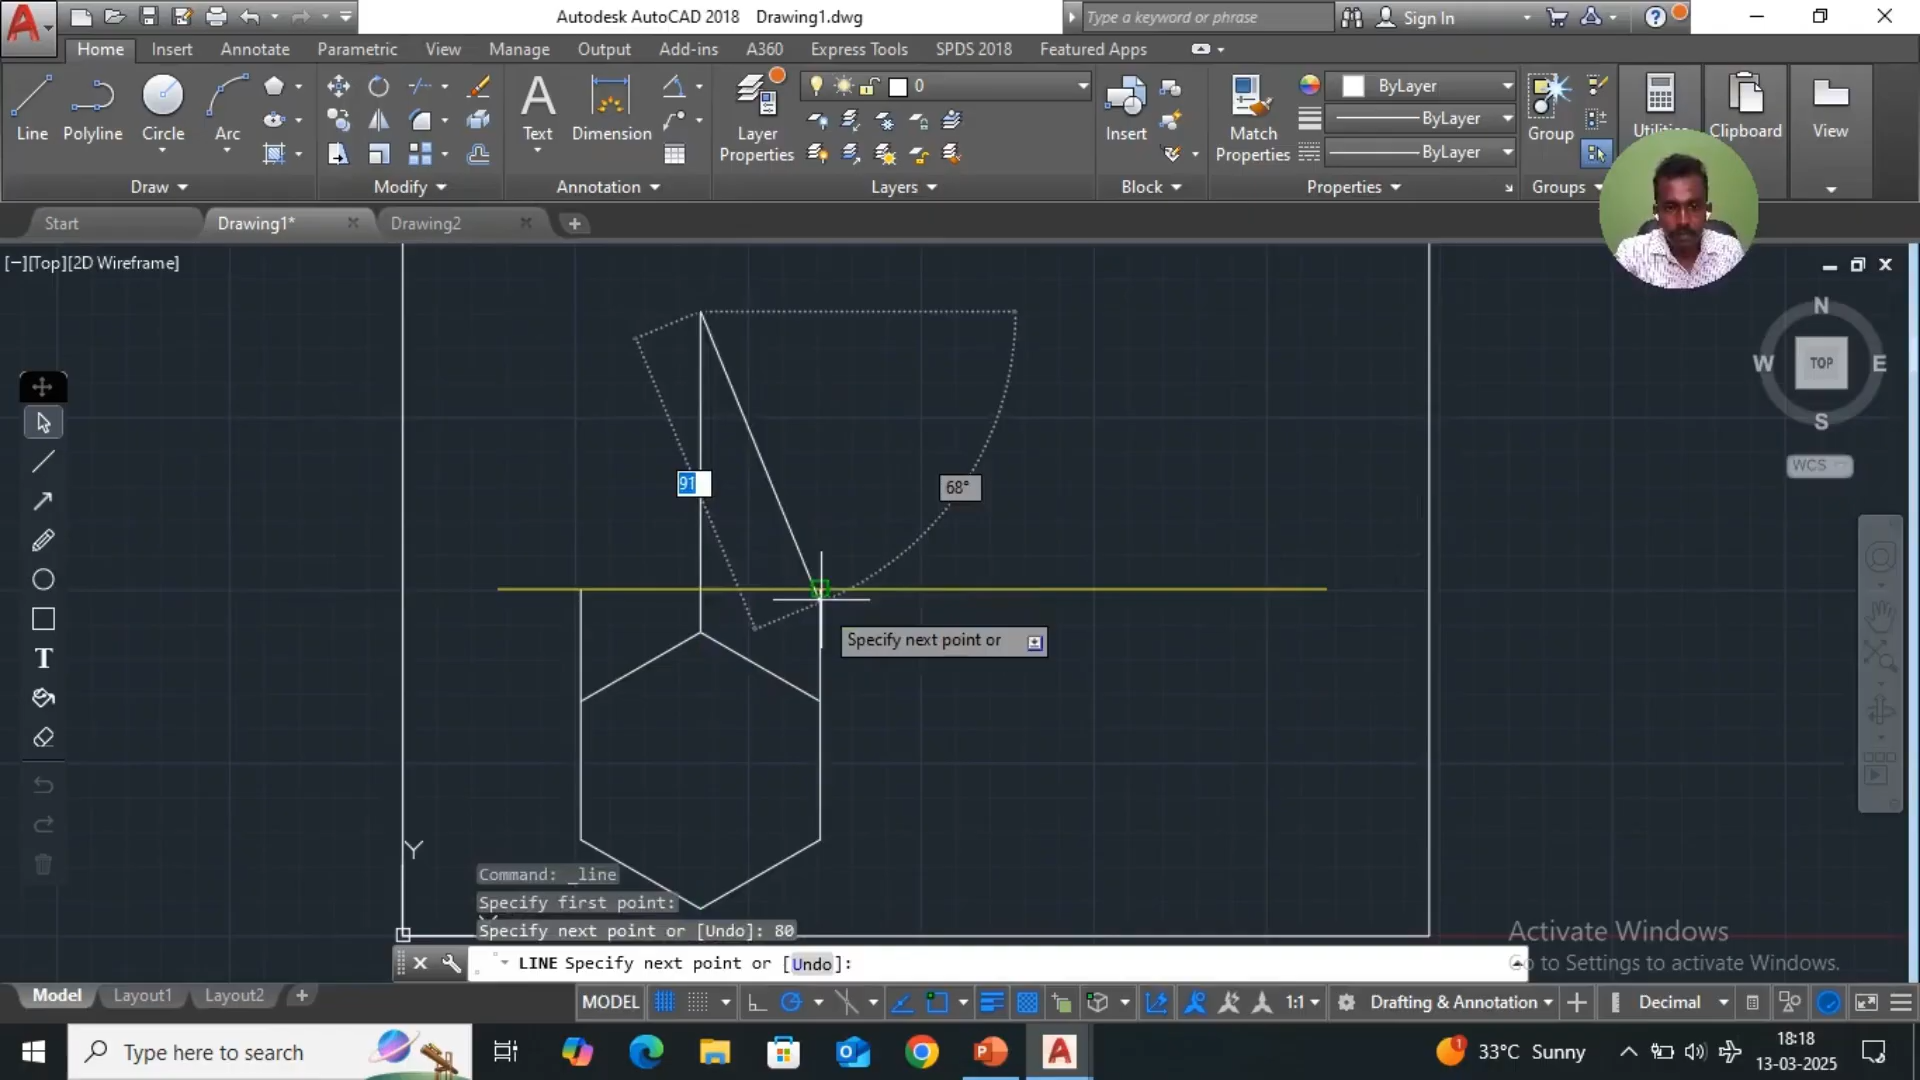 Autodesk AutoCAD 2018 Drawing1.dwg
Type a keyword or phrase
Sign In
Home Insert Annotate Parametric View Manage Output Add-ins A360 Express Tools SPDS 2018 Featured Apps
0
ByLayer
ByLayer
ByLayer
Line Polyline Circle Arc
Text Dimension
Layer
Properties
Insert
Match
Properties
Group
Clipboard
View
Draw Modify Annotation Layers Block Properties Groups
Start Drawing1* Drawing2
[−][Top][2D Wireframe]
N
W TOP E
S
WCS
91
68°
Specify next point or
T
Y
Command: _line
Specify first point:
Specify next point or [Undo]: 80
LINE Specify next point or [Undo]:
Activate Windows
Go to Settings to activate Windows.
Model Layout1 Layout2
MODEL 1:1 Drafting & Annotation Decimal
Type here to search
33°C Sunny
18:18
13-03-2025